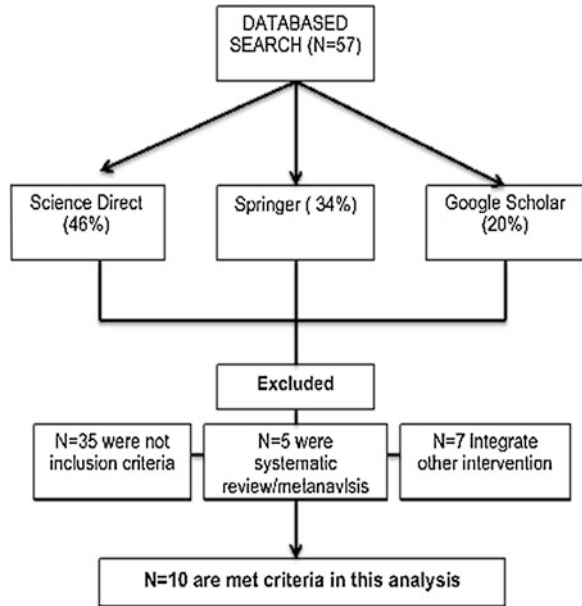 DATABASED
SEARCH (N=57)
Science Direct
(46%)
Springer ( 34%)
Google Scholar
(20%)
Excluded
N=35 were not
inclusion criteria
N=5 were
systematic
review/metanavlsis
N=7 Integrate
other intervention
N=10 are met criteria in this analysis